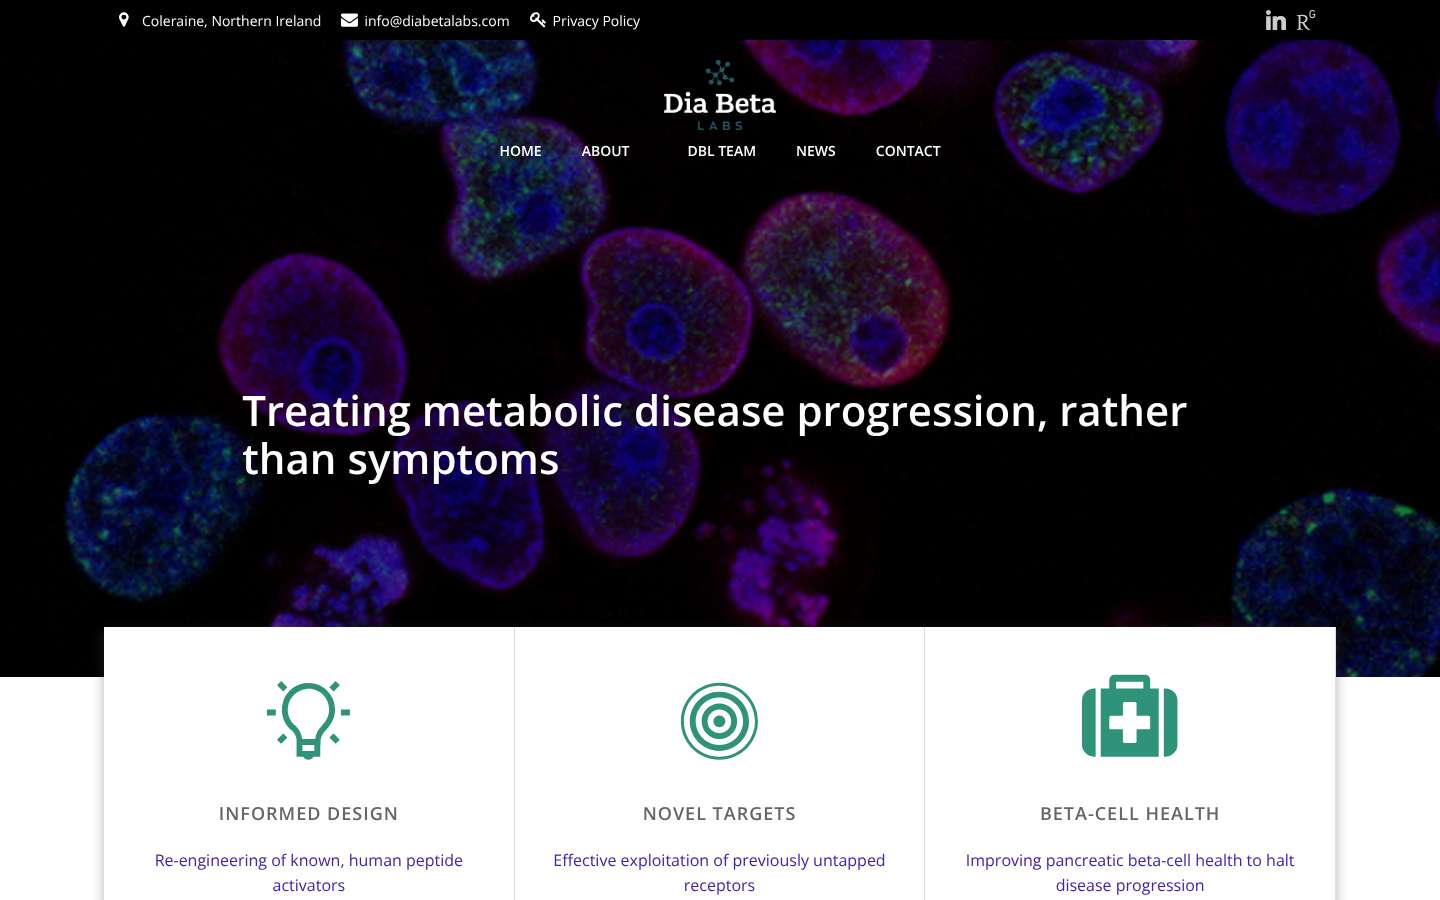 Coleraine, Northern Ireland
info@diabetalabs.com
Privacy Policy
RG
Dia Beta
LABS
HOME
ABOUT
DBL TEAM
NEWS
CONTACT
Treating metabolic disease progression, rather
than symptoms
INFORMED DESIGN
Re-engineering of known, human peptide
activators
NOVEL TARGETS
Effective exploitation of previously untapped
receptors
BETA-CELL HEALTH
Improving pancreatic beta-cell health to halt
disease progression